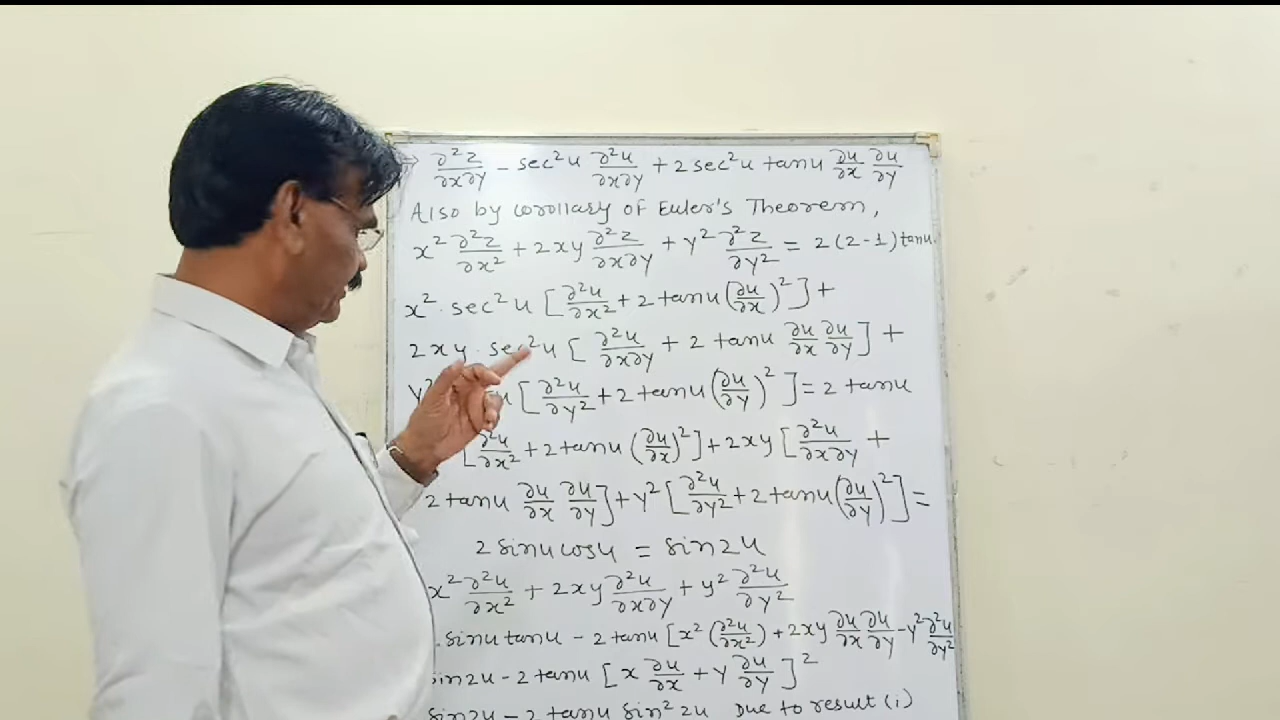 ⇒ ∂²z/∂x∂y - sec²u ∂²u/∂x∂y + 2 sec²u tanu ∂u/∂x ∂u/∂y
Also by corollary of Euler's Theorem,
x² ∂²z/∂x² + 2xy ∂²z/∂x∂y + y² ∂²z/∂y² = 2(2-1) tanu.
x². sec²u [∂²u/∂x² + 2 tanu (∂u/∂x)²] +
2xy. sec²u [∂²u/∂x∂y + 2 tanu ∂u/∂x ∂u/∂y] +
y² u [∂²u/∂y² + 2 tanu (∂u/∂y)²] = 2 tanu
[∂²u/∂x² + 2 tanu (∂u/∂x)²] + 2xy [∂²u/∂x∂y +
2 tanu ∂u/∂x ∂u/∂y] + y² [∂²u/∂y² + 2 tanu (∂u/∂y)²] =
2 sinu cosu = sin2u
x² ∂²u/∂x² + 2xy ∂²u/∂x∂y + y² ∂²u/∂y²
. sinu tanu - 2 tanu [x² (∂²u/∂x²) + 2xy ∂u/∂x ∂u/∂y - y² ∂²u/∂y²
sin2u - 2 tanu [x ∂u/∂x + y ∂u/∂y]²
sin2u - 2 tanu sin²2u Due to result (i)